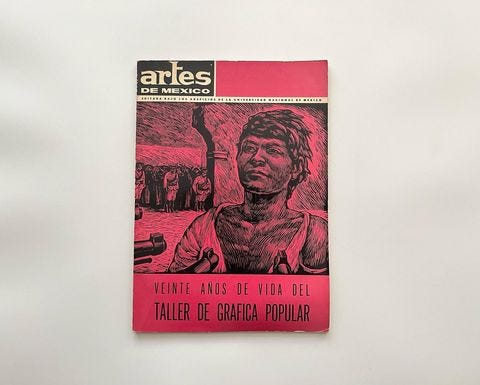 artes
DE MEXICO
EDITADA BAJO LOS AUSPICIOS DE LA UNIVERSIDAD NACIONAL DE MEXICO
VEINTE AÑOS DE VIDA DEL
TALLER DE GRAFICA POPULAR